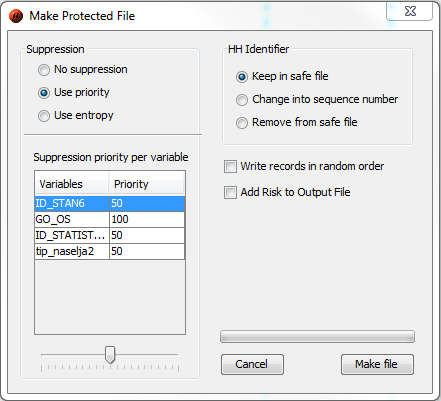 Make Protected File
Suppression
No suppression
Use priority
Use entropy
Suppression priority per variable
Variables Priority
ID_STAN6 50
GO_OS 100
ID_STATIST... 50
tip_naselja2 50
HH Identifier
Keep in safe file
Change into sequence number
Remove from safe file
Write records in random order
Add Risk to Output File
Cancel
Make file